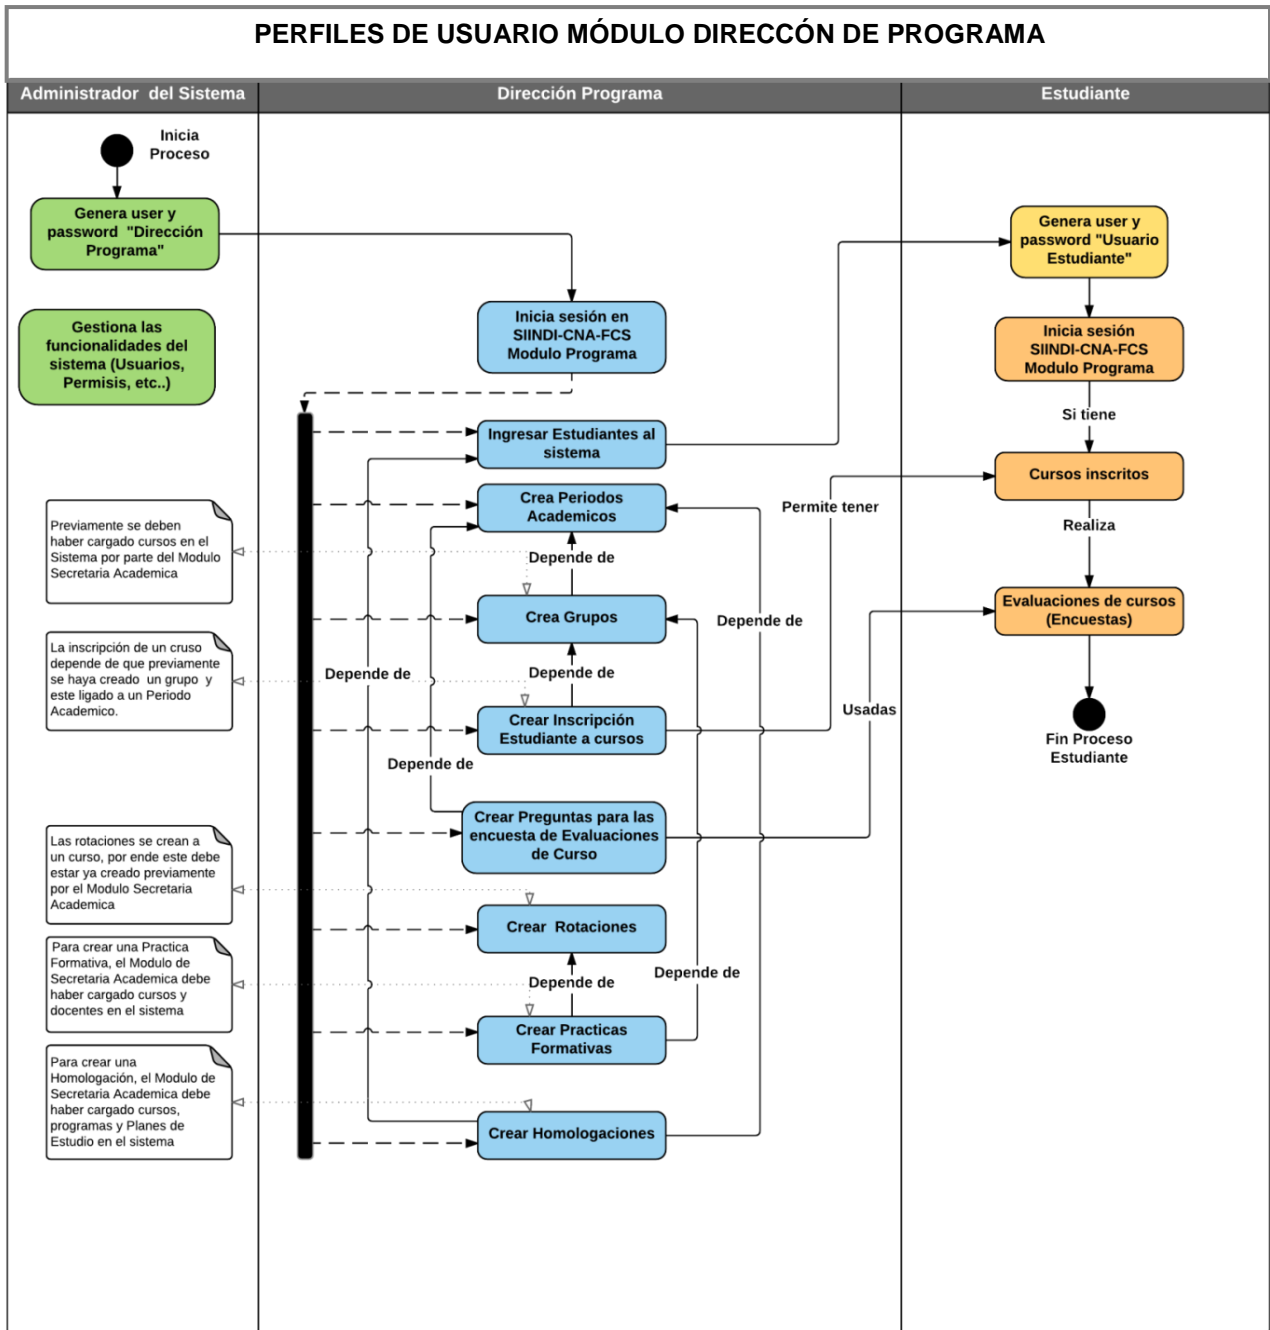 PERFILES DE USUARIO MÓDULO DIRECCÓN DE PROGRAMA
Administrador  del Sistema
Dirección Programa
Estudiante
Inicia
Proceso
Genera user y
password  "Dirección
Programa"
Gestiona las
funcionalidades del
sistema (Usuarios,
Permisis, etc..)
Previamente se deben
haber cargado cursos en el
Sistema por parte del Modulo
Secretaria Academica
La inscripción de un cruso
depende de que previamente
se haya creado  un grupo  y
este ligado a un Periodo
Academico.
Las rotaciones se crean a
un curso, por ende este debe
estar ya creado previamente
por el Modulo Secretaria
Academica
Para crear una Practica
Formativa, el Modulo de
Secretaria Academica debe
haber cargado cursos y
docentes en el sistema
Para crear una
Homologación, el Modulo de
Secretaria Academica debe
haber cargado cursos,
programas y Planes de
Estudio en el sistema
Inicia sesión en
SIINDI-CNA-FCS
Modulo Programa
Ingresar Estudiantes al
sistema
Crea Periodos
Academicos
Depende de
Crea Grupos
Depende de
Depende de
Depende de
Crear Inscripción
Estudiante a cursos
Depende de
Crear Preguntas para las
encuesta de Evaluaciones
de Curso
Crear  Rotaciones
Depende de
Depende de
Crear Practicas
Formativas
Crear Homologaciones
Permite tener
Usadas
Genera user y
password "Usuario
Estudiante"
Inicia sesión
SIINDI-CNA-FCS
Modulo Programa
Si tiene
Cursos inscritos
Realiza
Evaluaciones de cursos
(Encuestas)
Fin Proceso
Estudiante